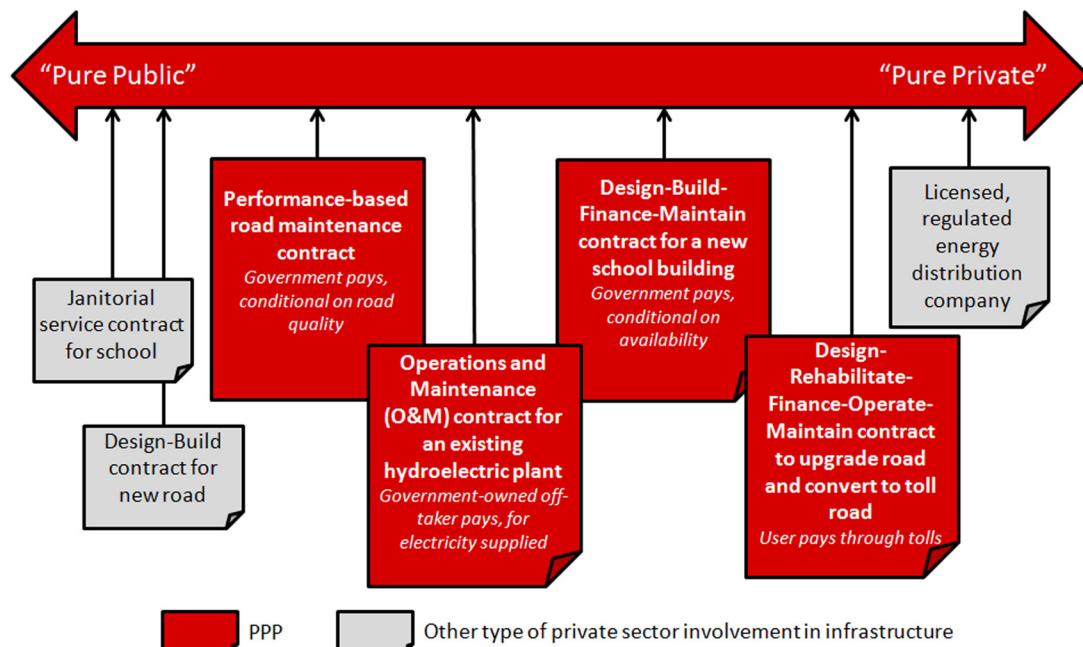 “Pure Public”
“Pure Private”
Janitorial
service contract
for school
Design-Build
contract for
new road
Performance-based
road maintenance
contract
Government pays,
conditional on road
quality
Operations and
Maintenance
(O&M) contract for
an existing
hydroelectric plant
Government-owned off-
taker pays, for
electricity supplied
Design-Build-
Finance-Maintain
contract for a new
school building
Government pays,
conditional on
availability
Design-
Rehabilitate-
Finance-Operate-
Maintain contract
to upgrade road
and convert to toll
road
User pays through tolls
Licensed,
regulated
energy
distribution
company
PPP
Other type of private sector involvement in infrastructure